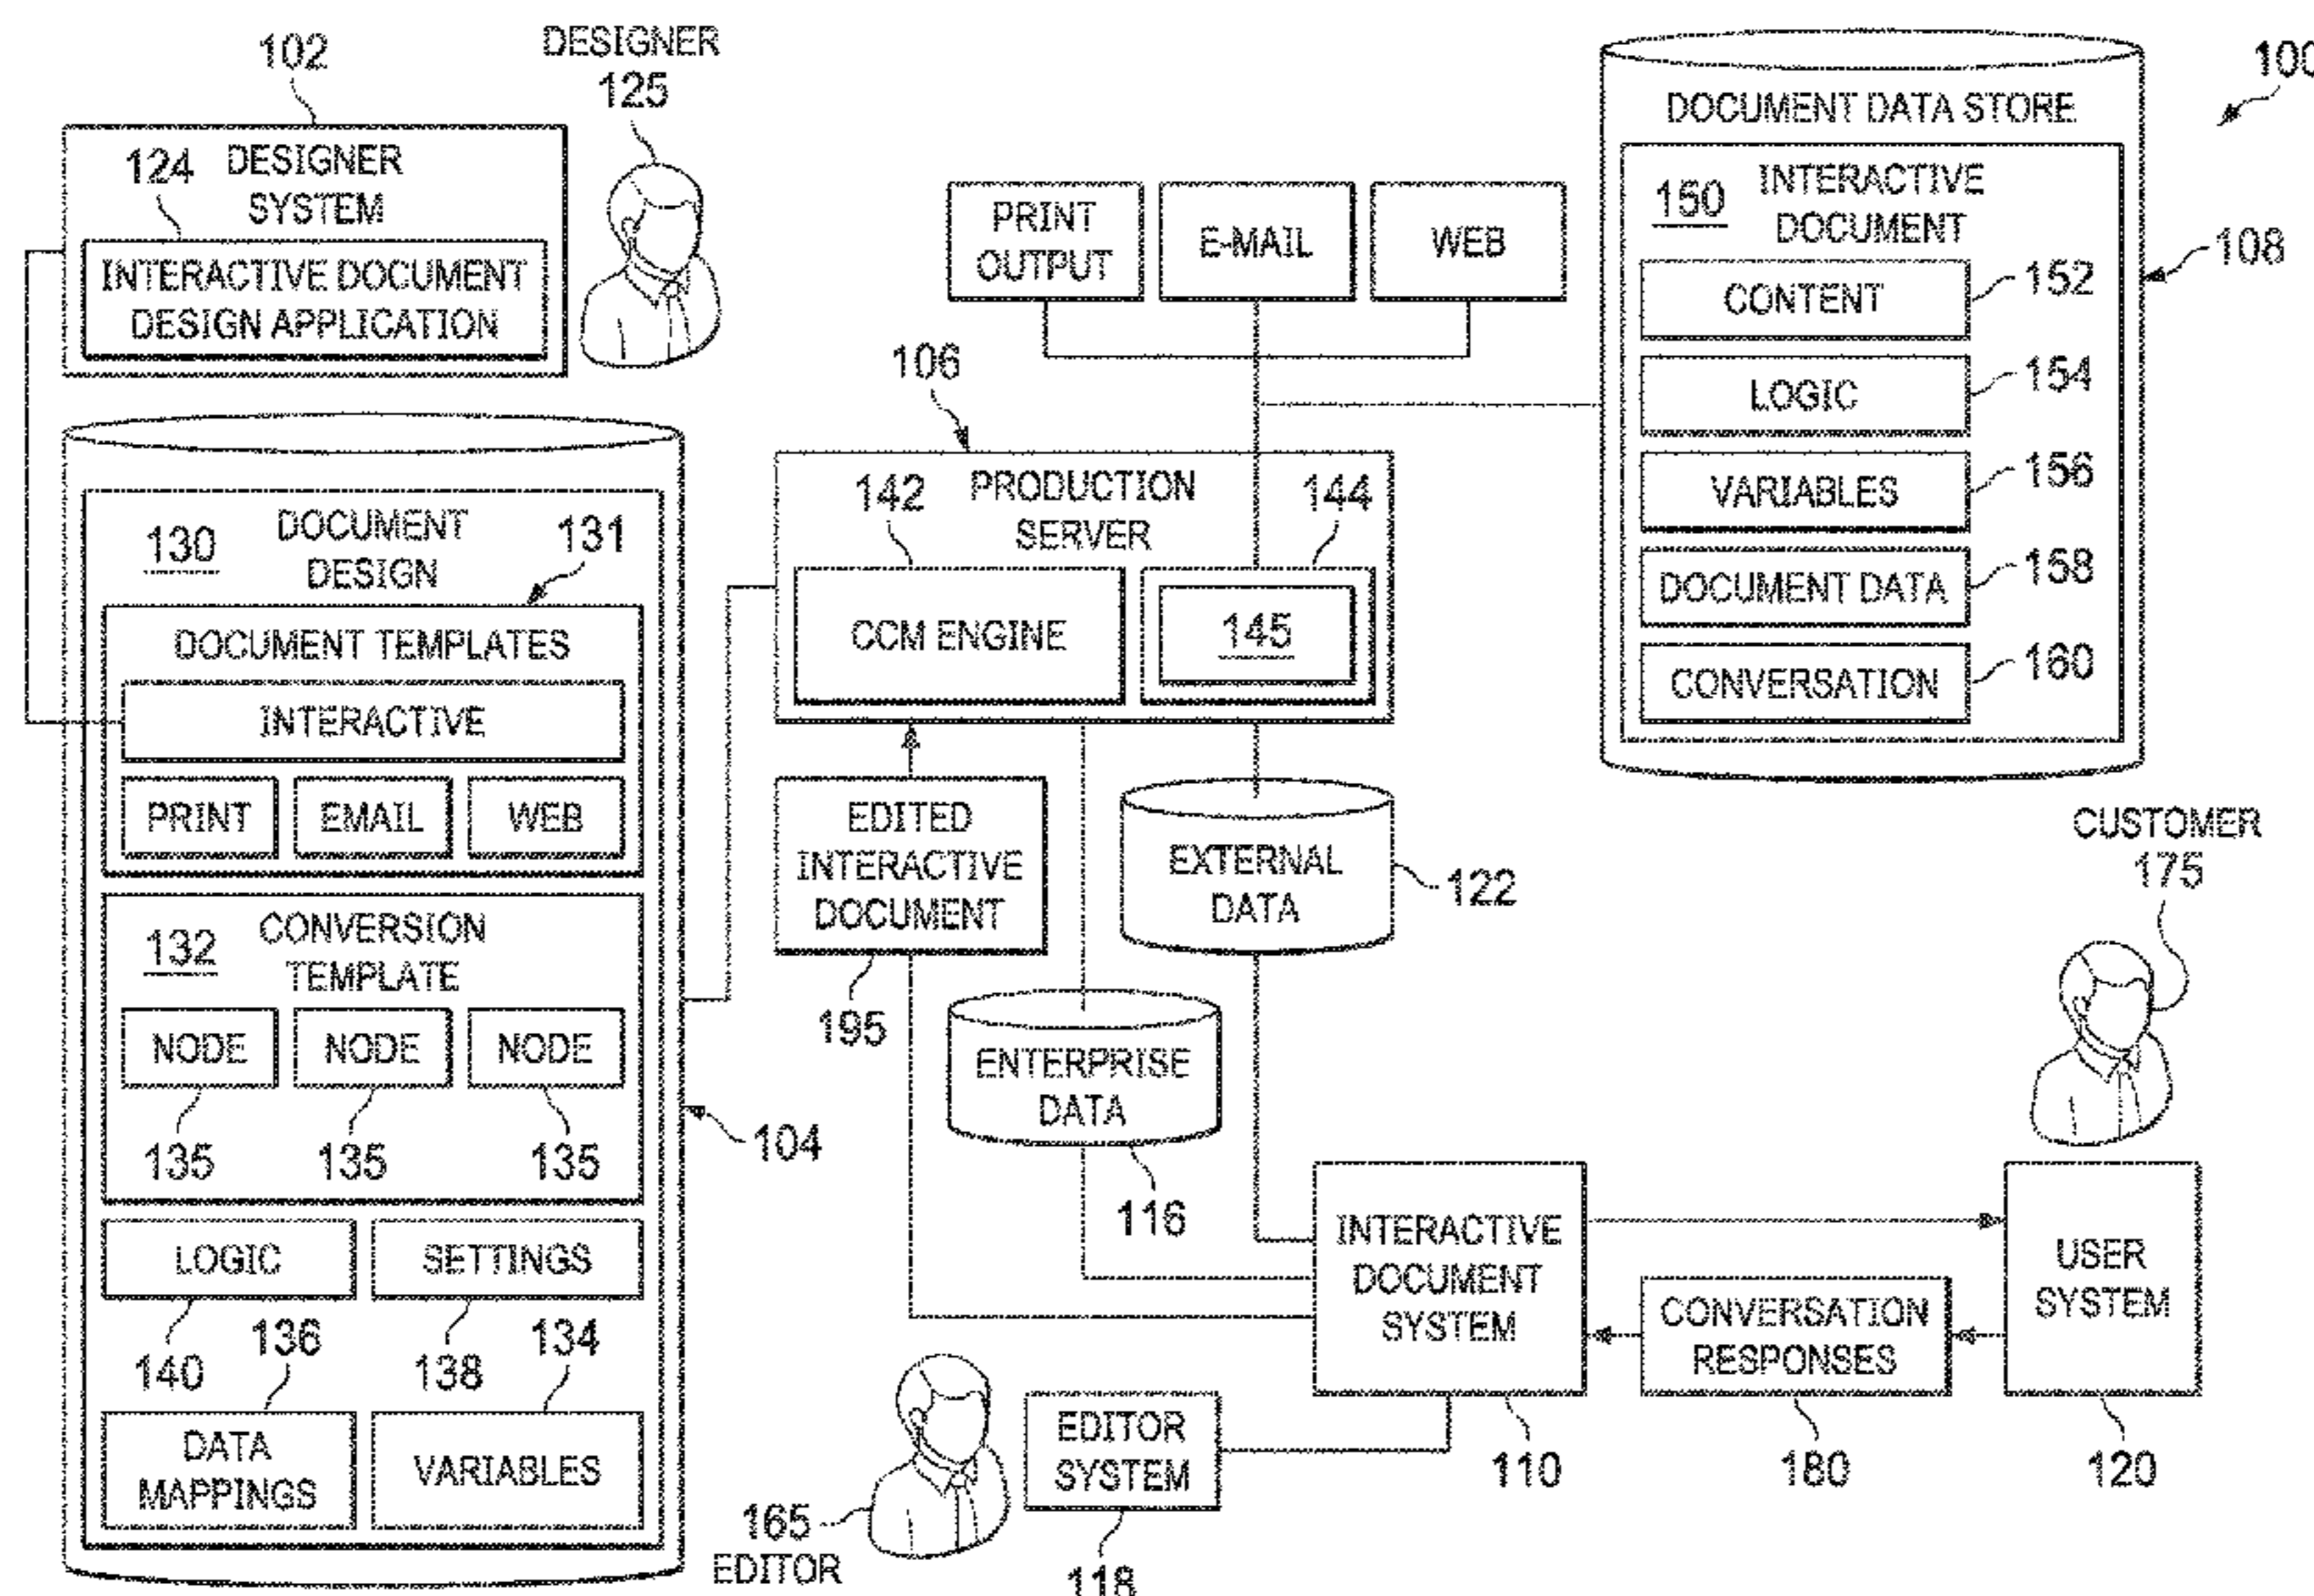 102
DESIGNER
125
124
DESIGNER
SYSTEM
INTERACTIVE DOCUMENT
DESIGN APPLICATION
130
DOCUMENT
DESIGN
131
DOCUMENT TEMPLATES
INTERACTIVE
PRINT
EMAIL
WEB
132
CONVERSION
TEMPLATE
NODE
NODE
NODE
135
135
135
104
LOGIC
SETTINGS
140
136
138
134
DATA
MAPPINGS
VARIABLES
PRINT
OUTPUT
E-MAIL
WEB
106
142
PRODUCTION
SERVER
144
CCM ENGINE
145
EDITED
INTERACTIVE
DOCUMENT
195
EXTERNAL
DATA
122
ENTERPRISE
DATA
116
100
DOCUMENT DATA STORE
150
INTERACTIVE
DOCUMENT
108
CONTENT
152
LOGIC
154
VARIABLES
156
DOCUMENT DATA
158
CONVERSATION
160
CUSTOMER
175
INTERACTIVE
DOCUMENT
SYSTEM
110
CONVERSATION
RESPONSES
180
USER
SYSTEM
120
165
EDITOR
EDITOR
SYSTEM
118